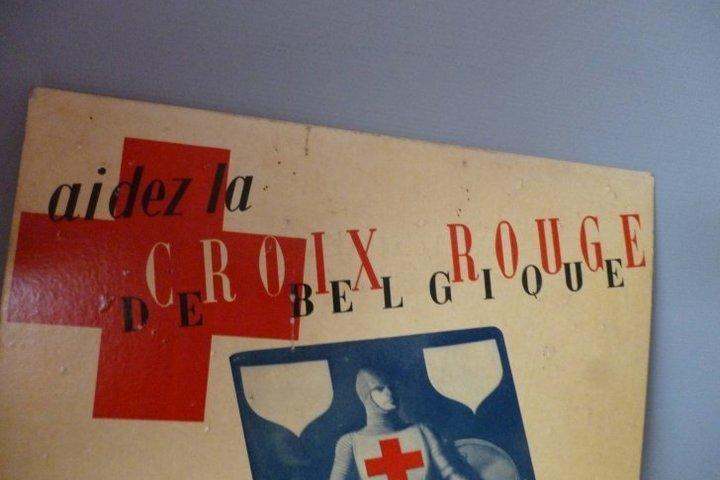 aidez la
CROIX ROUGE
DE BELGIQUE